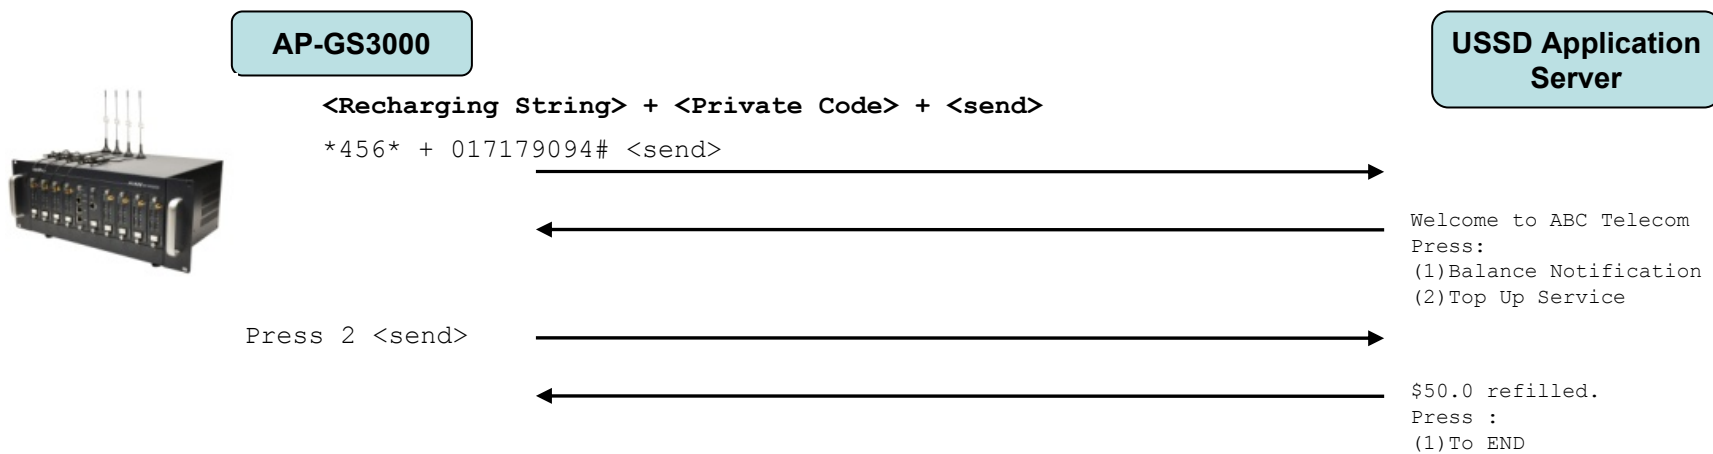 AP-GS3000
USSD Application
Server
<Recharging String> + <Private Code> + <send>
*456* + 017179094# <send>
Welcome to ABC Telecom
Press:
(1)Balance Notification
(2)Top Up Service
Press 2 <send>
$50.0 refilled.
Press :
(1)To END